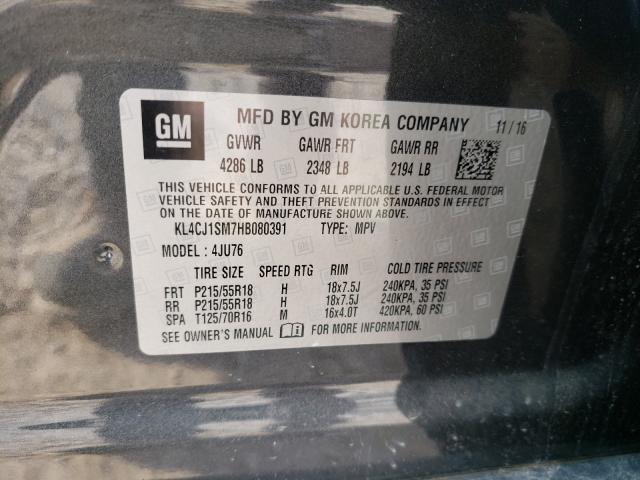 GM MFD BY GM KOREA COMPANY 11/16
GVWR GAWR FRT GAWR RR
4286 LB 2348 LB 2194 LB
THIS VEHICLE CONFORMS TO ALL APPLICABLE U.S. FEDERAL MOTOR
VEHICLE SAFETY AND THEFT PREVENTION STANDARDS IN EFFECT
ON THE DATE OF MANUFACTURE SHOWN ABOVE.
KL4CJ1SM7HB080391 TYPE: MPV
MODEL: 4JU76
TIRE SIZE SPEED RTG RIM COLD TIRE PRESSURE
FRT P215/55R18 H 18x7.5J 240KPA, 35 PSI
RR P215/55R18 H 18x7.5J 240KPA, 35 PSI
SPA T125/70R16 M 16x4.0T 420KPA, 60 PSI
SEE OWNER'S MANUAL FOR MORE INFORMATION.